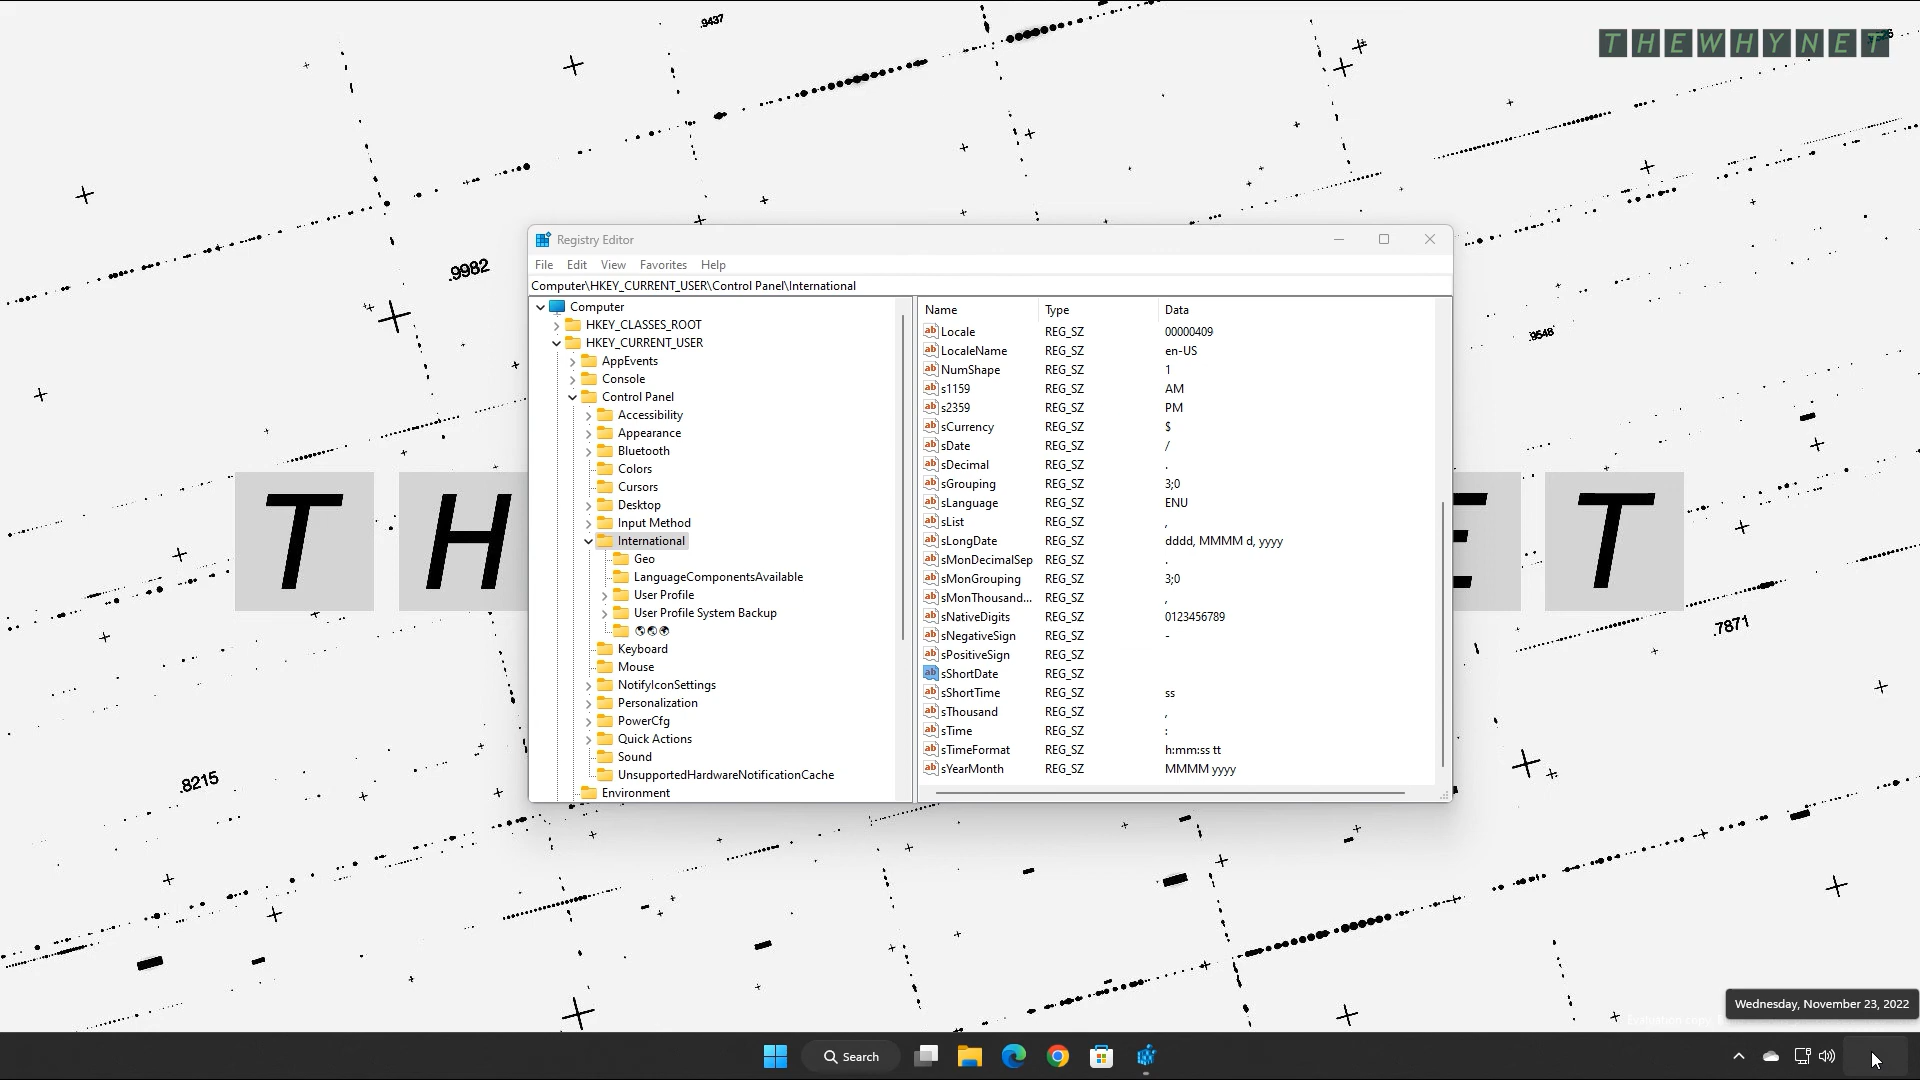 .9437
THEWHYNET
.9982
.9548
T H E T
.7871
.8215
Registry Editor
File Edit View Favorites Help
Computer\HKEY_CURRENT_USER\Control Panel\International
Computer
HKEY_CLASSES_ROOT
HKEY_CURRENT_USER
AppEvents
Console
Control Panel
Accessibility
Appearance
Bluetooth
Colors
Cursors
Desktop
Input Method
International
Geo
LanguageComponentsAvailable
User Profile
User Profile System Backup
Keyboard
Mouse
NotifyIconSettings
Personalization
PowerCfg
Quick Actions
Sound
UnsupportedHardwareNotificationCache
Environment
Name Type Data
Locale REG_SZ 00000409
LocaleName REG_SZ en-US
NumShape REG_SZ 1
s1159 REG_SZ AM
s2359 REG_SZ PM
sCurrency REG_SZ $
sDate REG_SZ /
sDecimal REG_SZ .
sGrouping REG_SZ 3;0
sLanguage REG_SZ ENU
sList REG_SZ ,
sLongDate REG_SZ dddd, MMMM d, yyyy
sMonDecimalSep REG_SZ .
sMonGrouping REG_SZ 3;0
sMonThousand... REG_SZ ,
sNativeDigits REG_SZ 0123456789
sNegativeSign REG_SZ -
sPositiveSign REG_SZ
sShortDate REG_SZ
sShortTime REG_SZ ss
sThousand REG_SZ ,
sTime REG_SZ :
sTimeFormat REG_SZ h:mm:ss tt
sYearMonth REG_SZ MMMM yyyy
Wednesday, November 23, 2022
Search